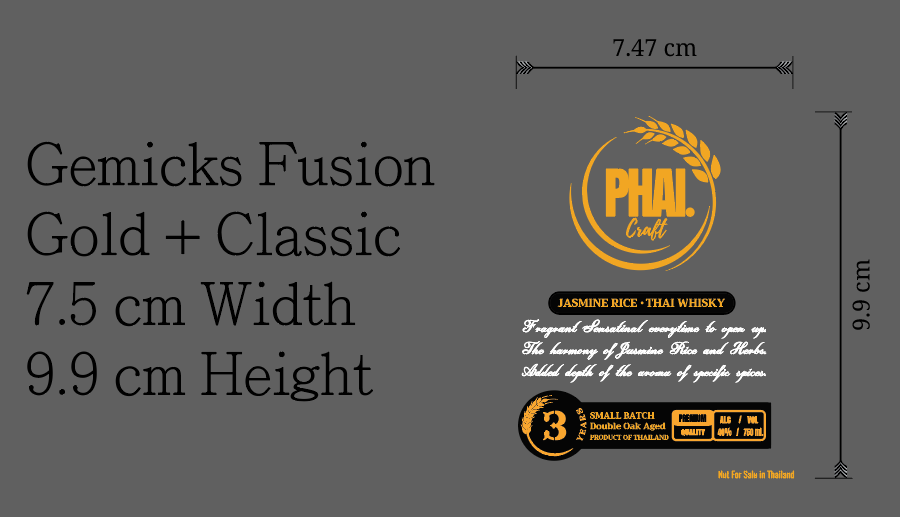 Gemicks Fusion
Gold + Classic
7.5 cm Width
9.9 cm Height
7.47 cm
9.9 cm
PHAI.
Craft
JASMINE RICE · THAI WHISKY
Fragrant Sensatinal everytime to open up.
The harmony of Jasmine Rice and Herbs.
Added depth of the aroma of specific spices.
3 YEARS
SMALL BATCH
Double Oak Aged
PRODUCT OF THAILAND
PREMIUM
QUALITY
ALC / VOL
40% / 750 ml.
Not For Sale in Thailand